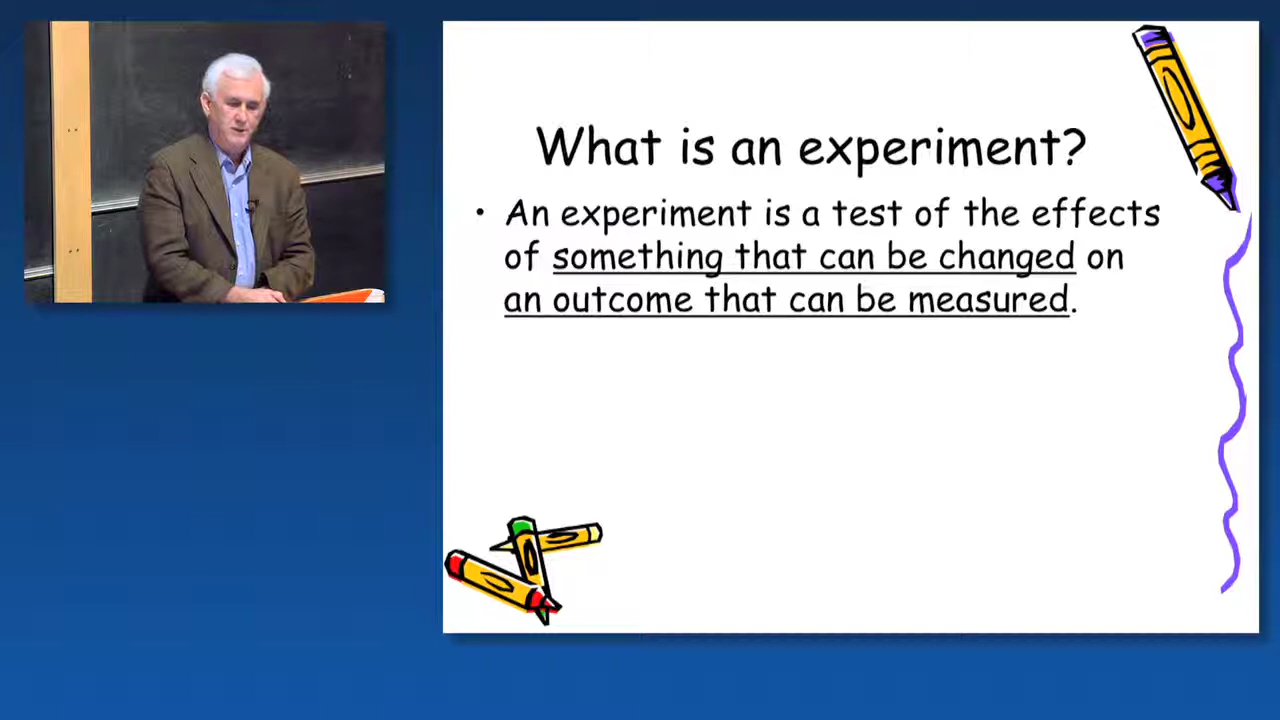 What is an experiment?
• An experiment is a test of the effects
of something that can be changed on
an outcome that can be measured.